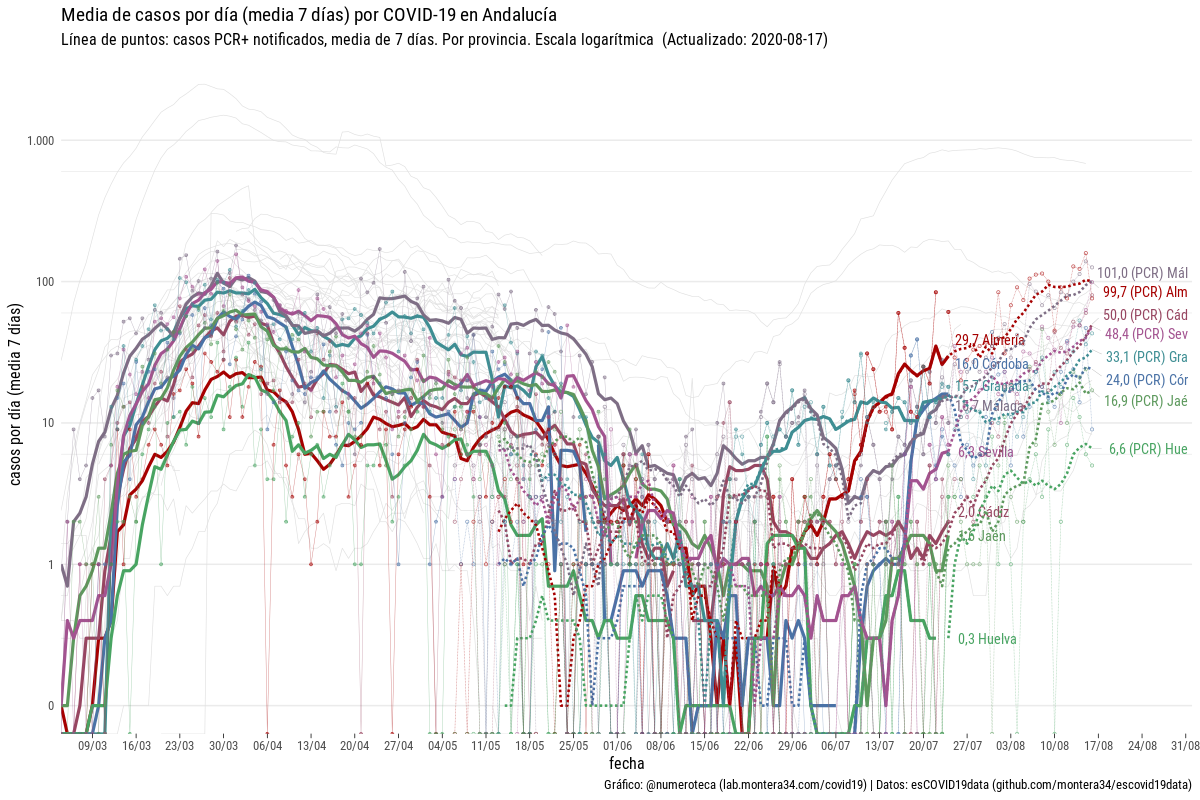 Media de casos por día (media 7 días) por COVID-19 en Andalucía
Línea de puntos: casos PCR+ notificados, media de 7 días. Por provincia. Escala logarítmica (Actualizado: 2020-08-17)
casos por día (media 7 días)
1.000
100
10
1
0
101,0 (PCR) Mál
99,7 (PCR) Alm
50,0 (PCR) Cád
48,4 (PCR) Sev
33,1 (PCR) Gra
24,0 (PCR) Cór
16,9 (PCR) Jaé
6,6 (PCR) Hue
29,7 Almería
16,0 Córdoba
15,7 Granada
Málaga
6,3 Sevilla
2,0 Cádiz
1,6 Jaén
0,3 Huelva
09/03 16/03 23/03 30/03 06/04 13/04 20/04 27/04 04/05 11/05 18/05 25/05 01/06 08/06 15/06 22/06 29/06 06/07 13/07 20/07 27/07 03/08 10/08 17/08 24/08 31/08
fecha
Gráfico: @numeroteca (lab.montera34.com/covid19) | Datos: esCOVID19data (github.com/montera34/escovid19data)